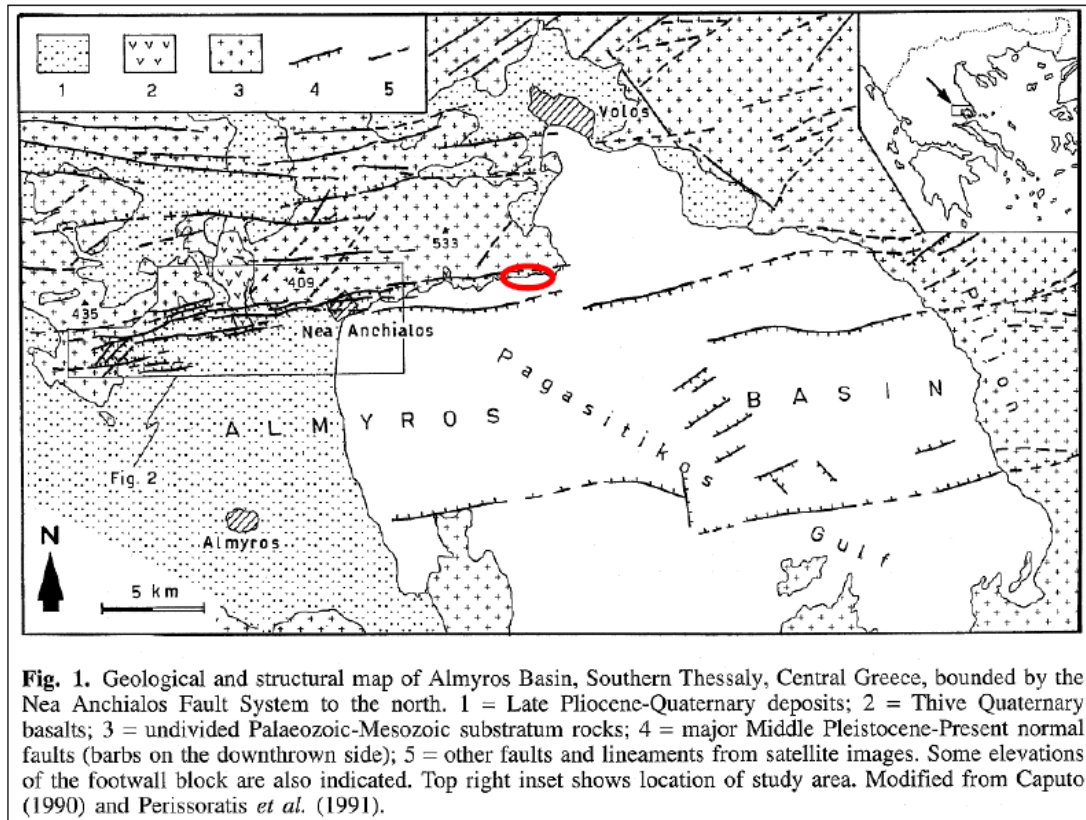 1 2 3 4 5
Volos
533
409
435
Nea Anchialos
Pagasitikos
BASIN
Pelion
ALMYROS
Fig. 2
Gulf
Almyros
N
5 km
Fig. 1. Geological and structural map of Almyros Basin, Southern Thessaly, Central Greece, bounded by the
Nea Anchialos Fault System to the north. 1 = Late Pliocene-Quaternary deposits; 2 = Thive Quaternary
basalts; 3 = undivided Palaeozoic-Mesozoic substratum rocks; 4 = major Middle Pleistocene-Present normal
faults (barbs on the downthrown side); 5 = other faults and lineaments from satellite images. Some elevations
of the footwall block are also indicated. Top right inset shows location of study area. Modified from Caputo
(1990) and Perissoratis et al. (1991).